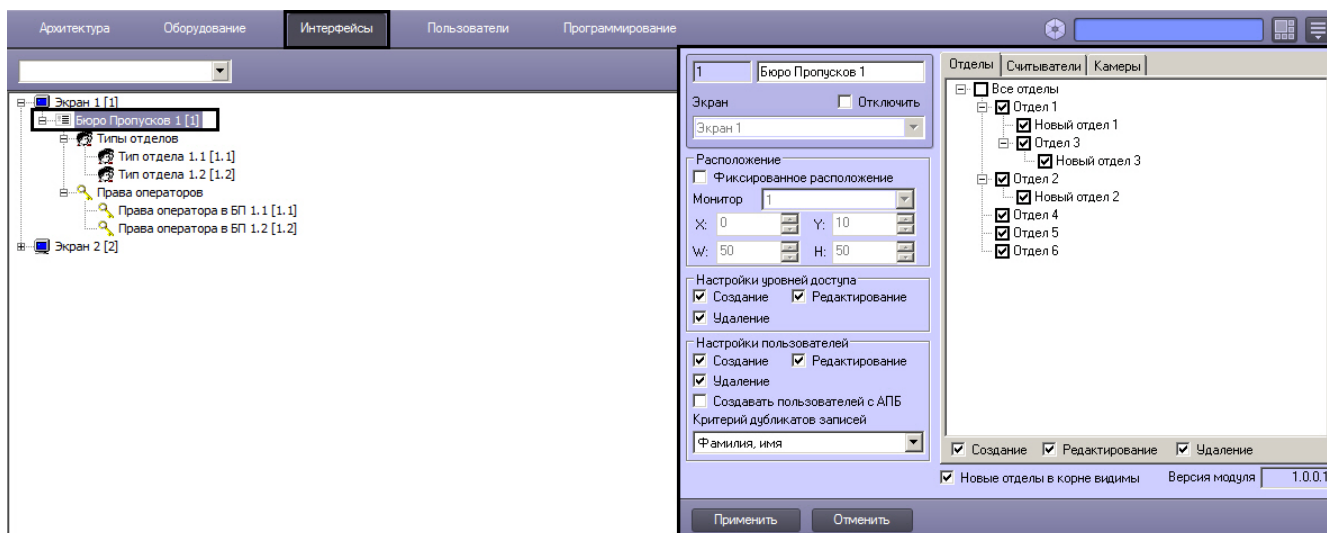 Архитектура Оборудование Интерфейсы Пользователи Программирование
Экран 1 [1]
Бюро Пропусков 1 [1]
Типы отделов
Тип отдела 1.1 [1.1]
Тип отдела 1.2 [1.2]
Права операторов
Права оператора в БП 1.1 [1.1]
Права оператора в БП 1.2 [1.2]
Экран 2 [2]
1 Бюро Пропусков 1
Экран Отключить
Экран 1
Расположение
Фиксированное расположение
Монитор 1
X: 0 Y: 10
W: 50 H: 50
Настройки уровней доступа
Создание Редактирование
Удаление
Настройки пользователей
Создание Редактирование
Удаление
Создавать пользователей с АПБ
Критерий дубликатов записей
Фамилия, имя
Отделы Считыватели Камеры
Все отделы
Отдел 1
Новый отдел 1
Отдел 3
Новый отдел 3
Отдел 2
Новый отдел 2
Отдел 4
Отдел 5
Отдел 6
Создание Редактирование Удаление
Новые отделы в корне видимы Версия модуля 1.0.0.1
Применить Отменить